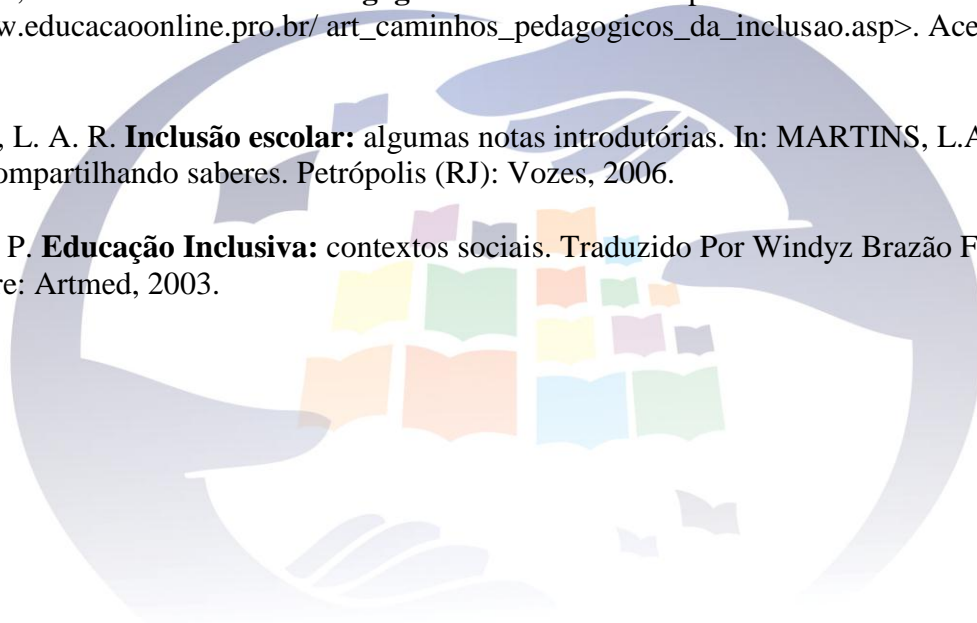 w.educacaoonline.pro.br/ art_caminhos_pedagogicos_da_inclusao.asp>. Ace
, L. A. R. Inclusão escolar: algumas notas introdutórias. In: MARTINS, L.A
ompartilhando saberes. Petrópolis (RJ): Vozes, 2006.
P. Educação Inclusiva: contextos sociais. Traduzido Por Windyz Brazão F
re: Artmed, 2003.